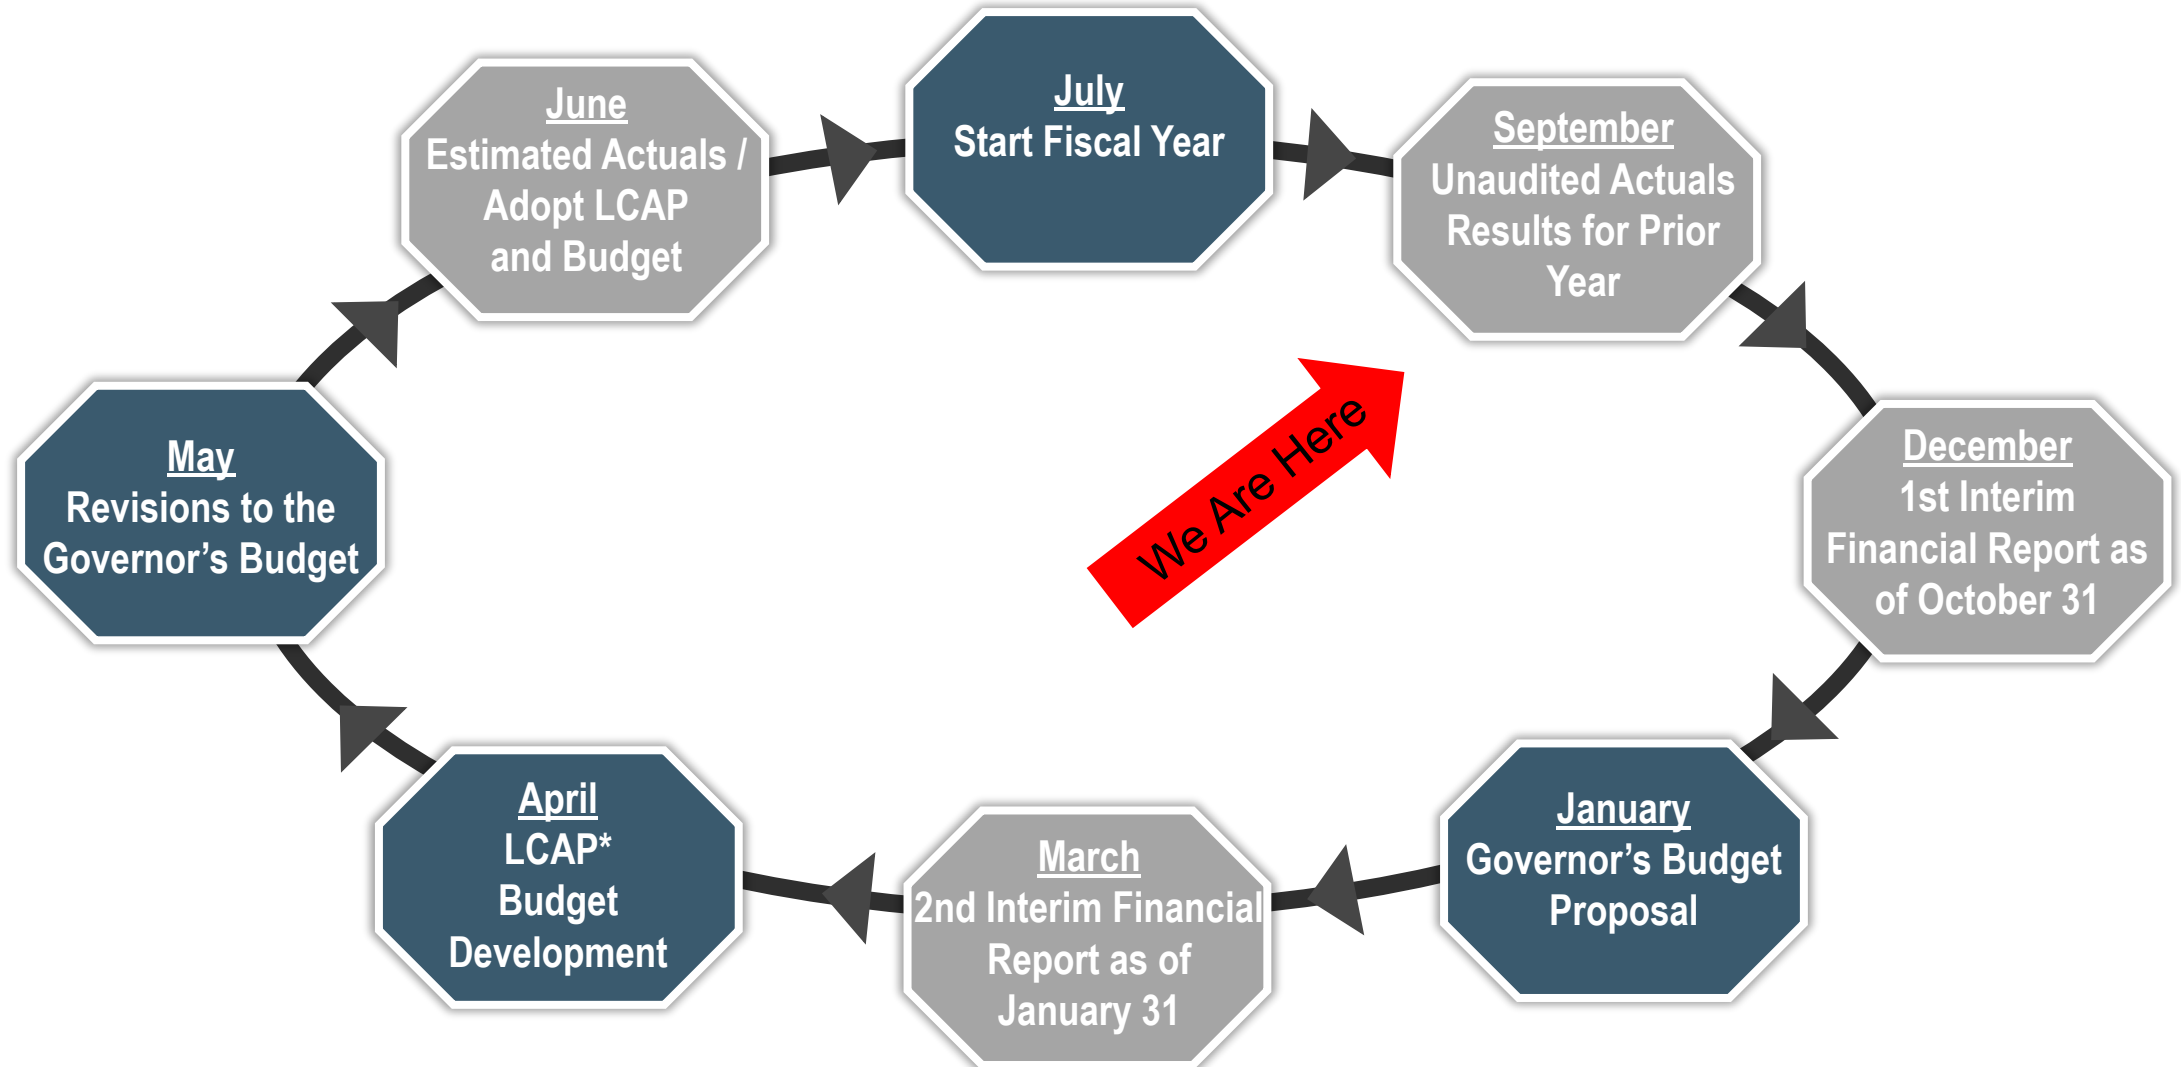 July
Start Fiscal Year
September
Unaudited Actuals
Results for Prior
Year
December
1st Interim
Financial Report as
of October 31
January
Governor’s Budget
Proposal
March
2nd Interim Financial
Report as of
January 31
April
LCAP*
Budget
Development
May
Revisions to the
Governor’s Budget
June
Estimated Actuals /
Adopt LCAP
and Budget
We Are Here